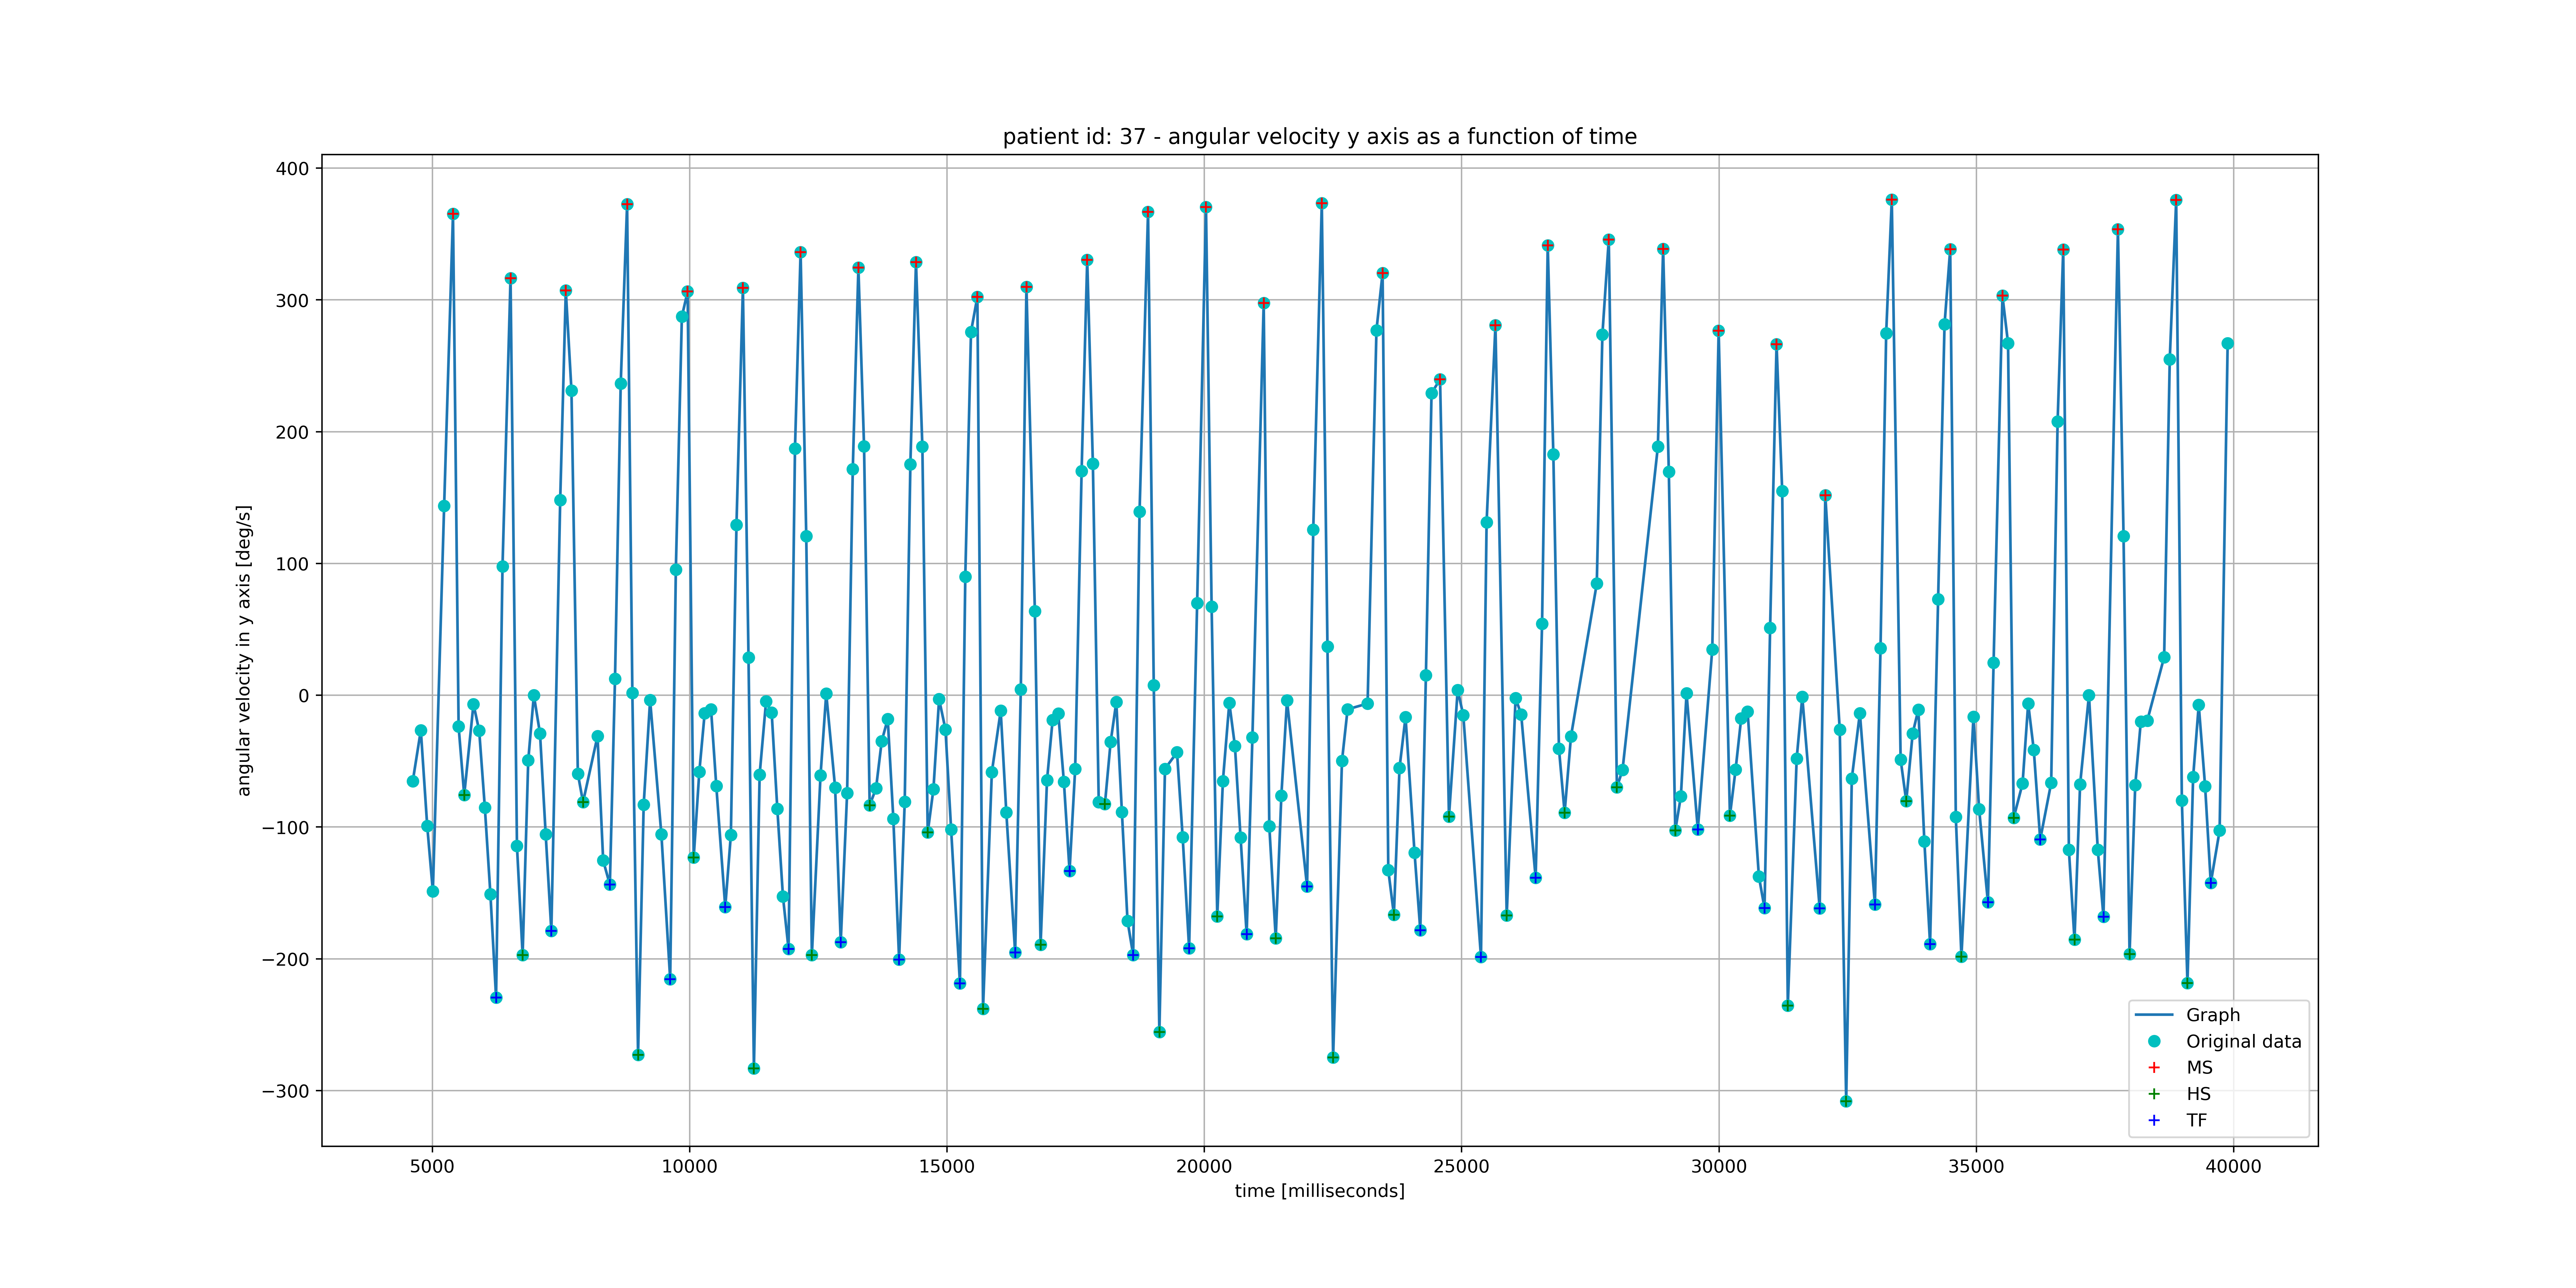 patient id: 37 - angular velocity y axis as a function of time
angular velocity in y axis [deg/s]
400
300
200
100
0
−100
−200
−300
5000 10000 15000 20000 25000 30000 35000 40000
time [milliseconds]
Graph
Original data
MS
HS
TF